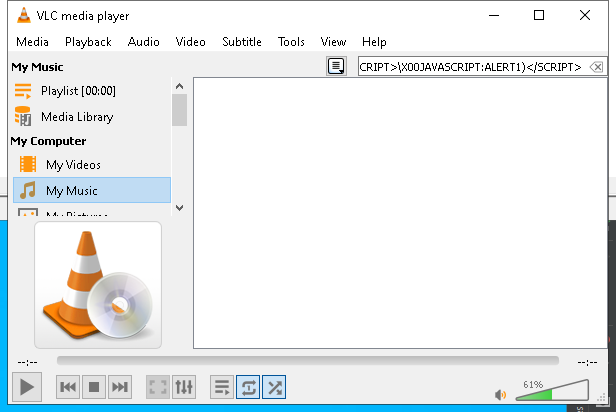 VLC media player
Media Playback Audio Video Subtitle Tools View Help
My Music
CRIPT>\X00JAVASCRIPT:ALERT1)</SCRIPT>
Playlist [00:00]
Media Library
My Computer
My Videos
My Music
My Pictures
--:-- --:--
61%